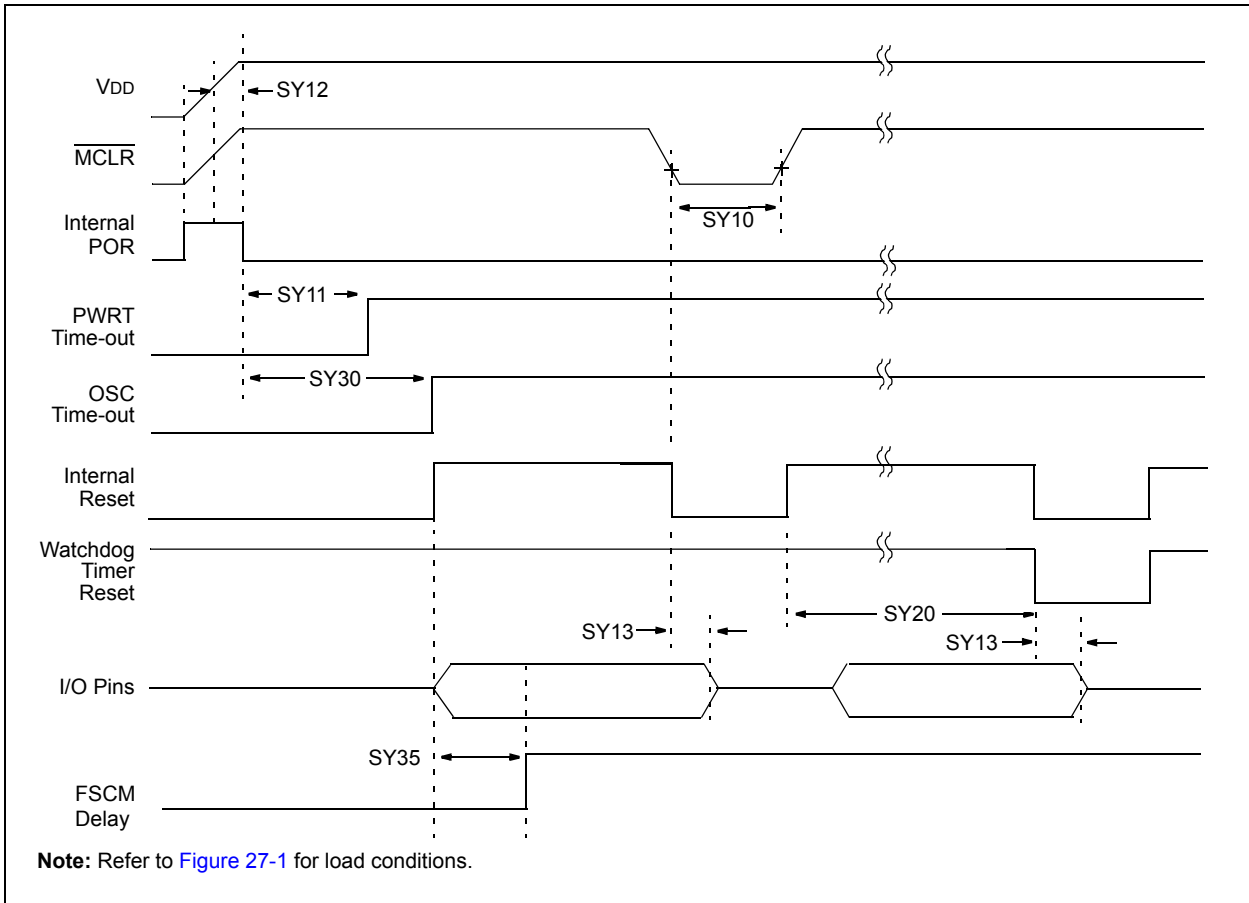 VDD
SY12
MCLR
SY10
Internal
POR
SY11
PWRT
Time-out
SY30
OSC
Time-out
Internal
Reset
Watchdog
Timer
Reset
SY20
SY13
SY13
I/O Pins
SY35
FSCM
Delay
Note: Refer to Figure 27-1 for load conditions.